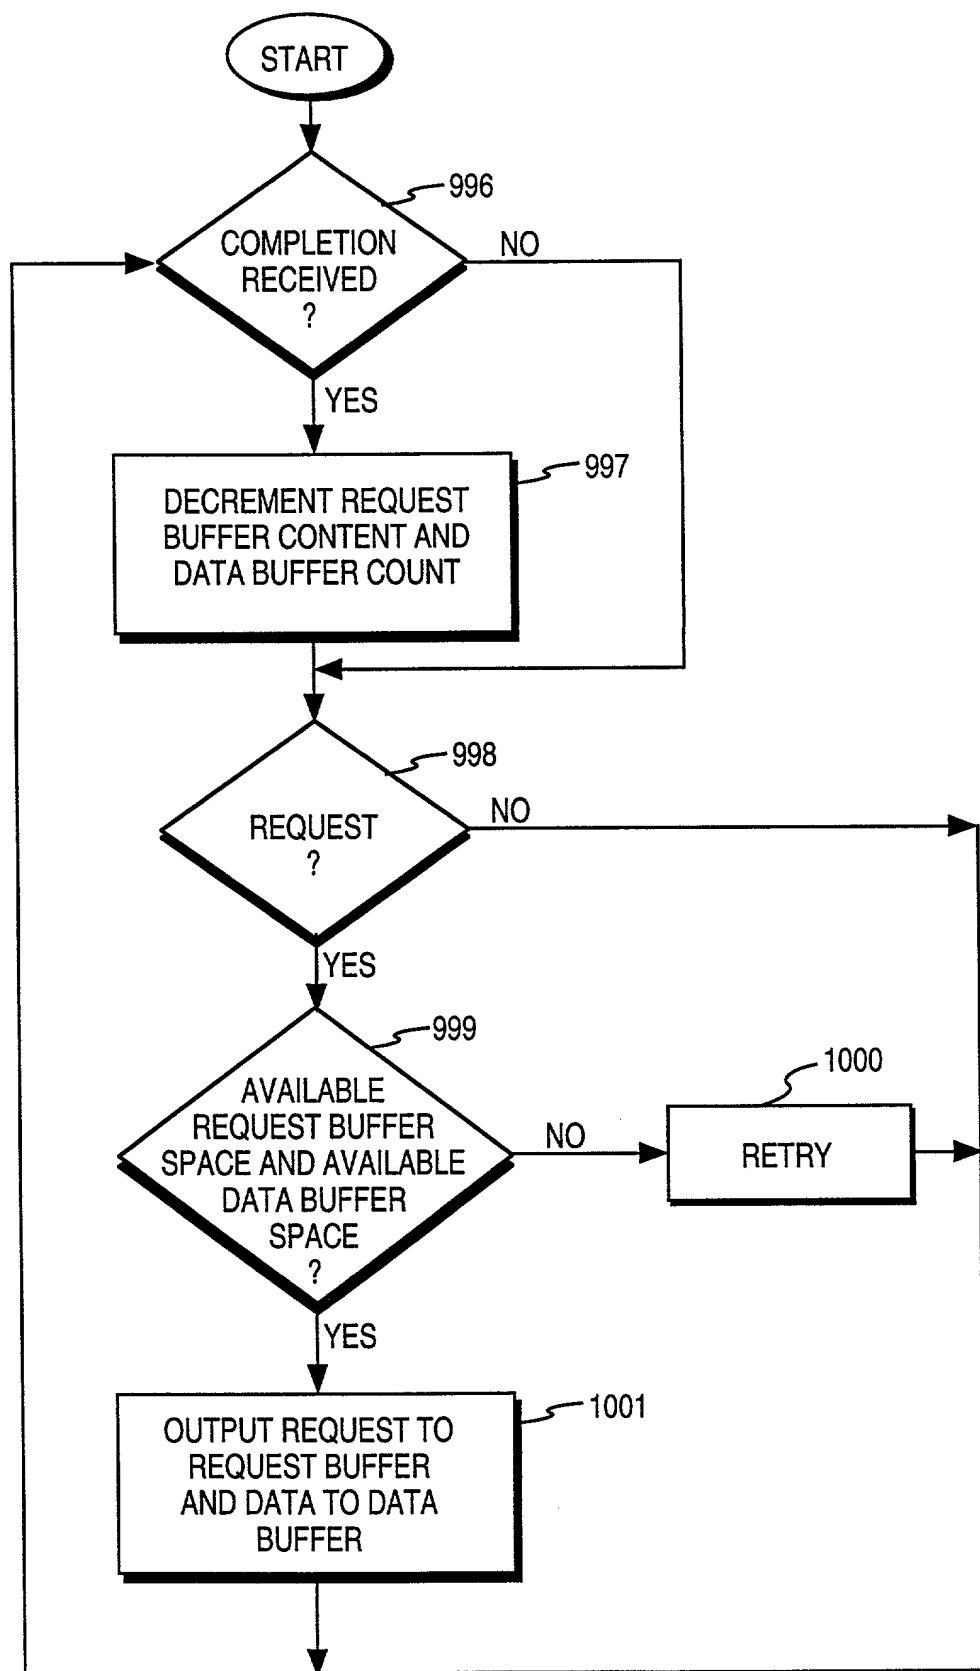 START
996
COMPLETION
RECEIVED
?
NO
YES
997
DECREMENT REQUEST
BUFFER CONTENT AND
DATA BUFFER COUNT
998
REQUEST
?
NO
YES
999
AVAILABLE
REQUEST BUFFER
SPACE AND AVAILABLE
DATA BUFFER
SPACE
?
NO
1000
RETRY
YES
1001
OUTPUT REQUEST TO
REQUEST BUFFER
AND DATA TO DATA
BUFFER